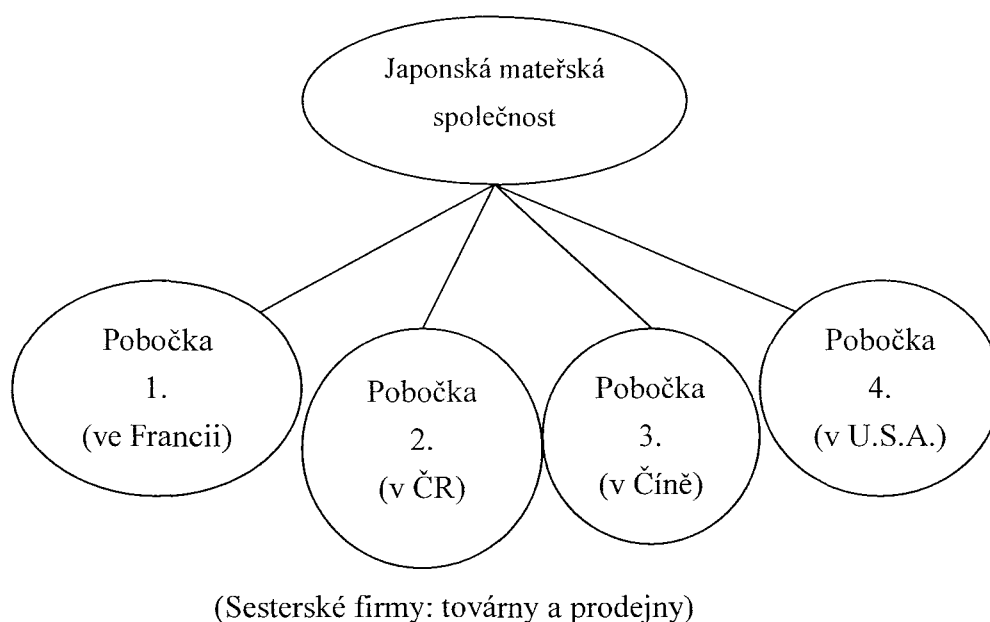 Japonská mateřská
společnost
Pobočka
1.
(ve Francii)
Pobočka
2.
(v ČR)
Pobočka
3.
(v Číně)
Pobočka
4.
(v U.S.A.)
(Sesterské firmy: továrny a prodejny)